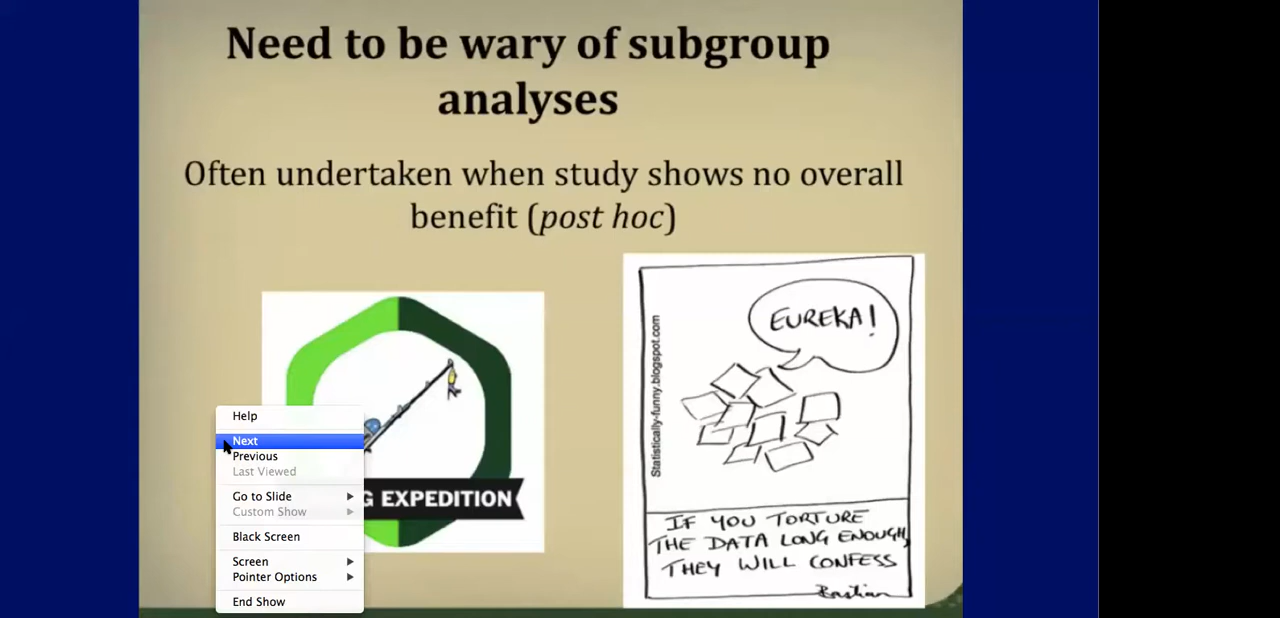 Need to be wary of subgroup
analyses
Often undertaken when study shows no overall
benefit (post hoc)
EXPEDITION
Help
Next
Previous
Last Viewed
Go to Slide
Custom Show
Black Screen
Screen
Pointer Options
End Show
EUREKA!
Statistically-funny.blogspot.com
IF YOU TORTURE
THE DATA LONG ENOUGH,
THEY WILL CONFESS
Bastian